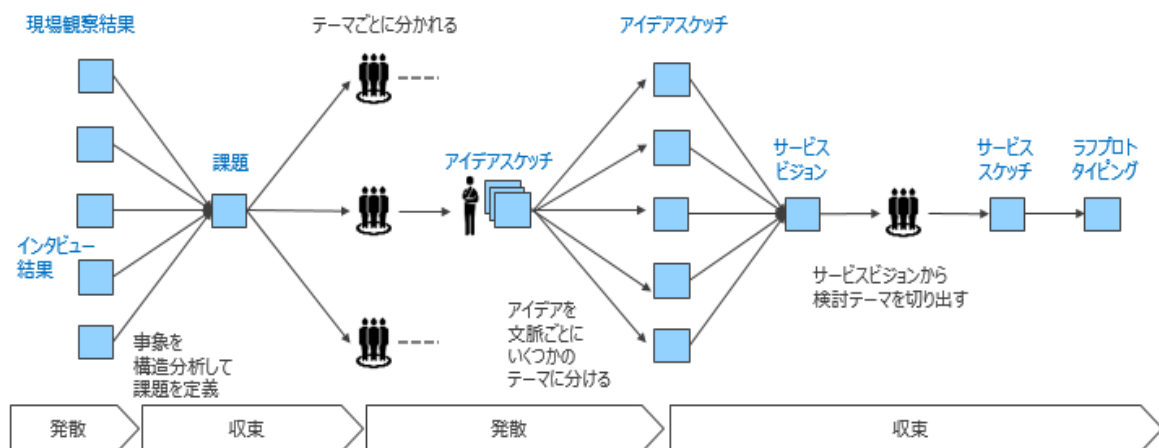 現場観察結果
テーマごとに分かれる
アイデアスケッチ
課題
アイデアスケッチ
サービス
ビジョン
サービス
スケッチ
ラフプロト
タイピング
インタビュー
結果
サービスビジョンから
検討テーマを切り出す
事象を
構造分析して
課題を定義
アイデアを
文脈ごとに
いくつかの
テーマに分ける
発散
収束
発散
収束